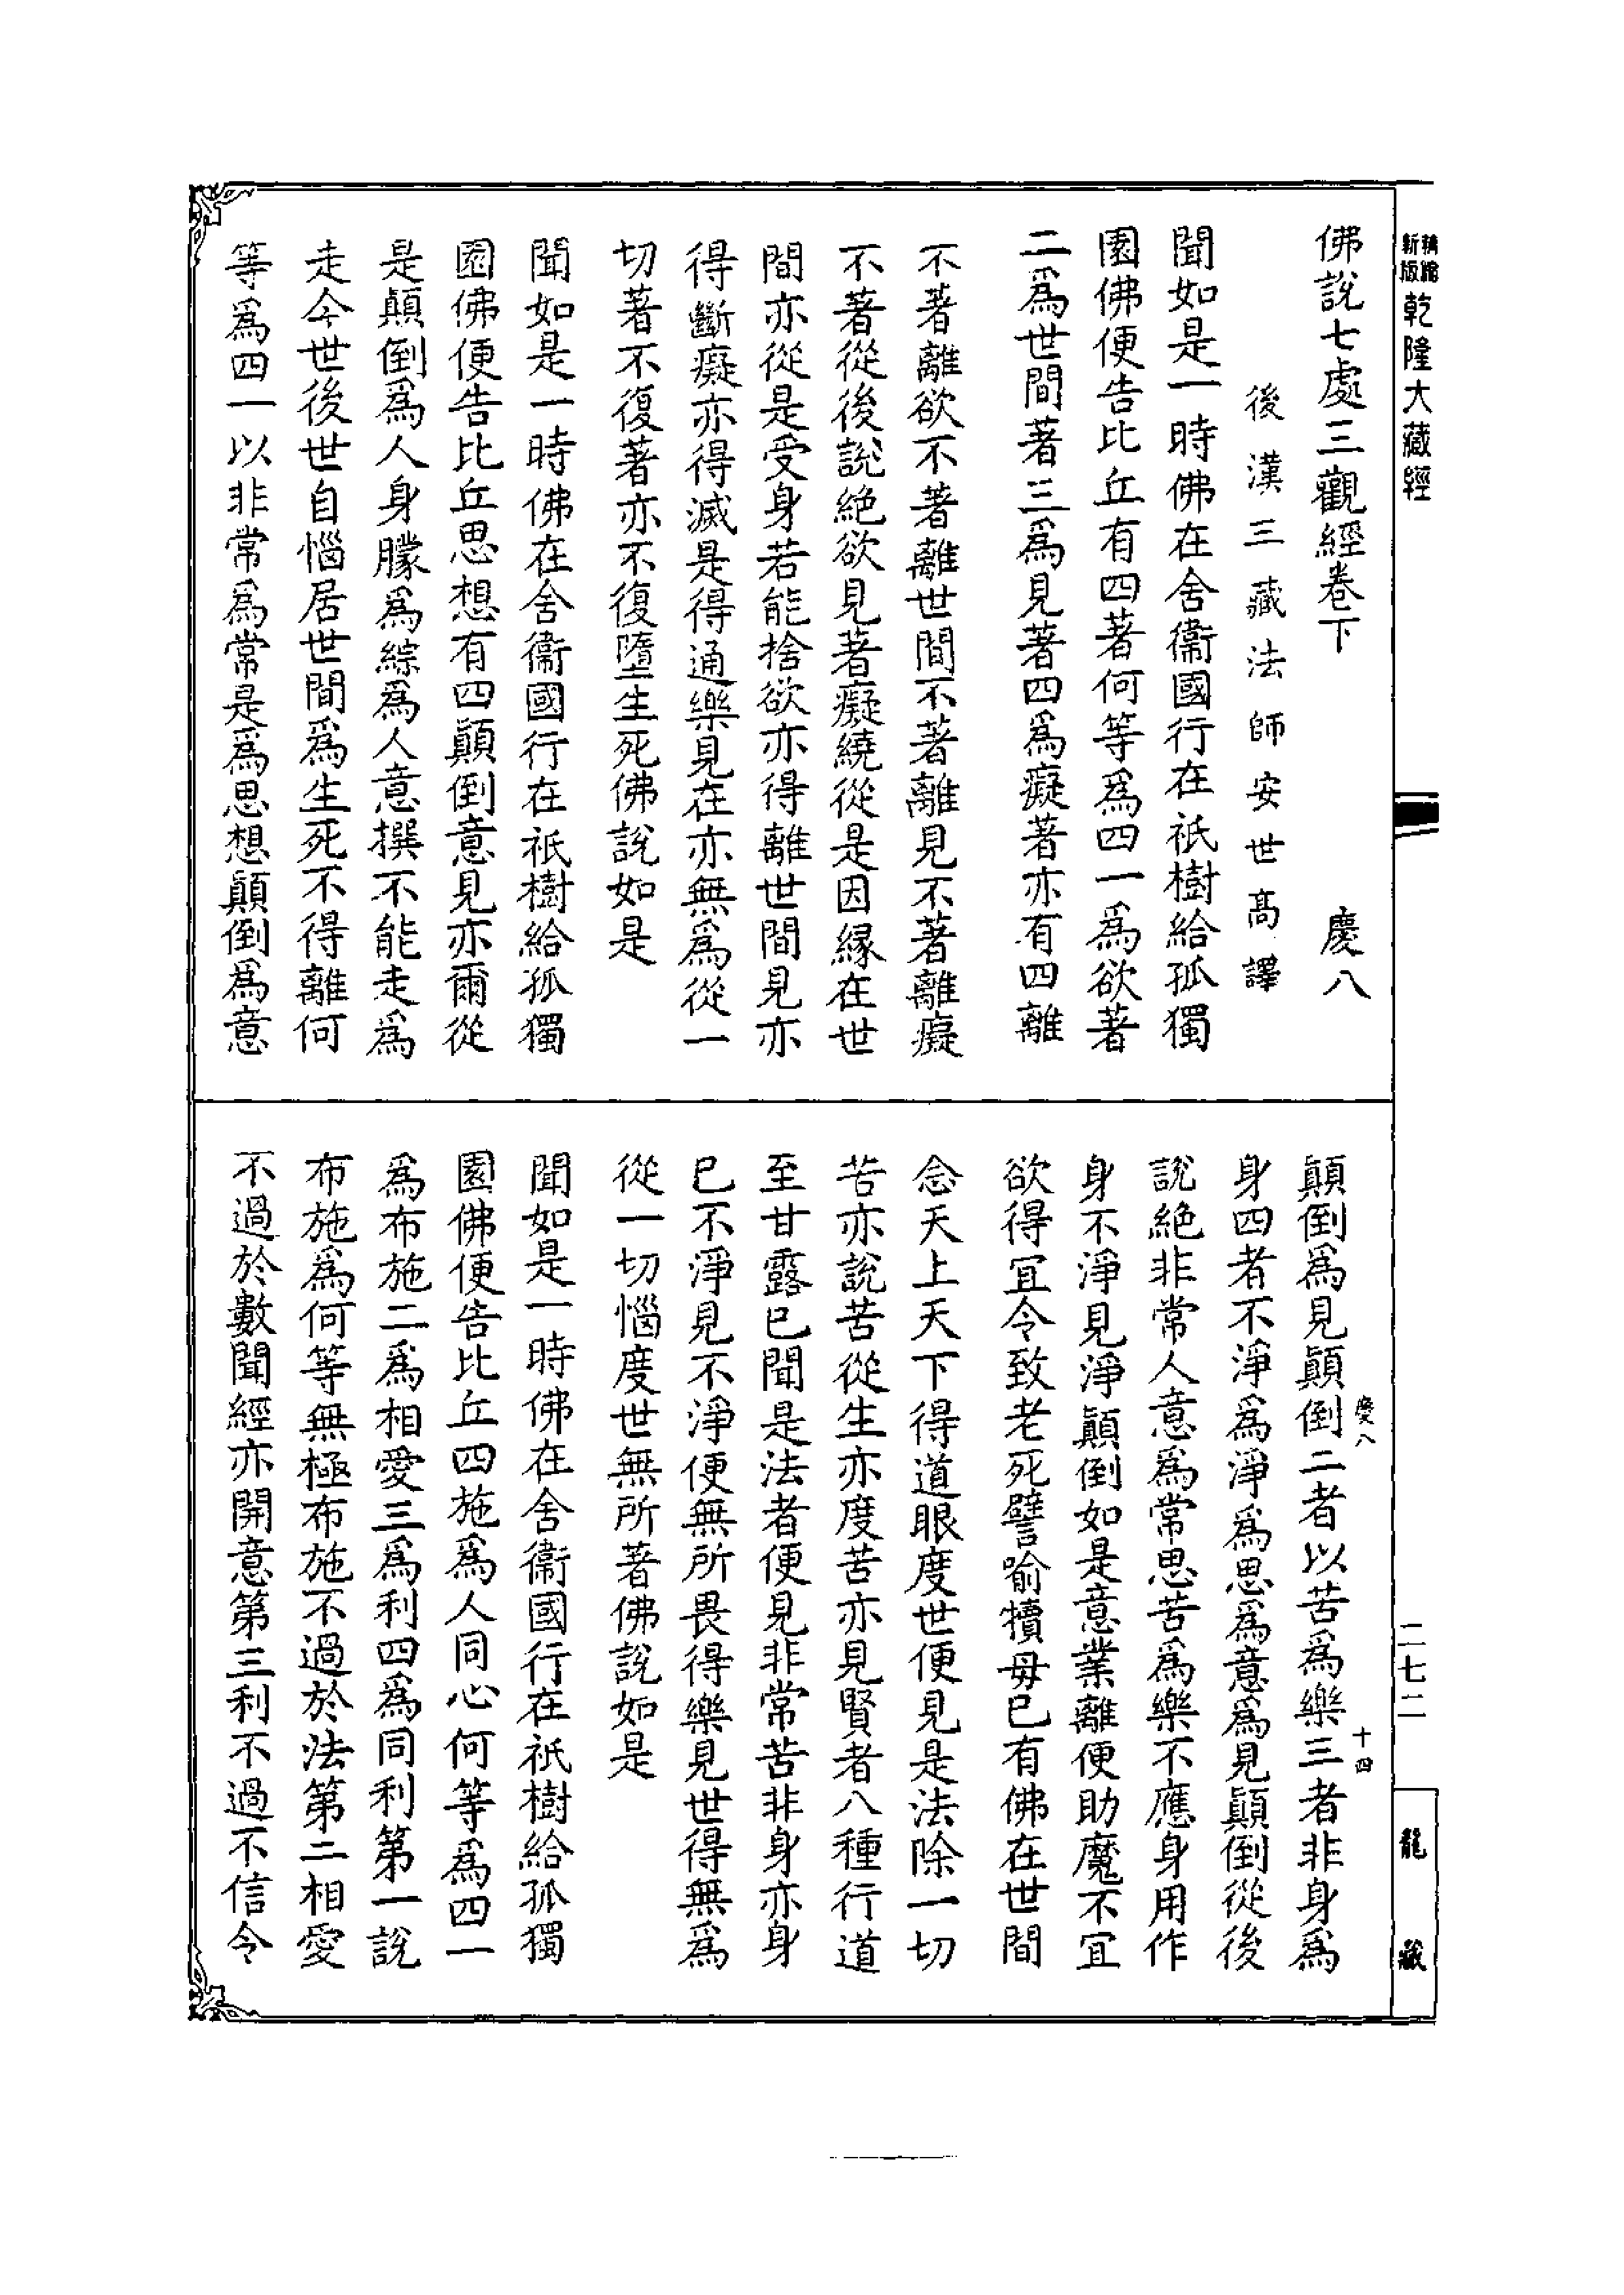 精繕新版乾隆大藏經
佛說七處三觀經卷下　慶八
後漢三藏法師安世高譯
聞如是一時佛在舍衞國行在祇樹給孤獨
園佛便告比丘有四著何等爲四一爲欲著
二爲世間著三爲見著四爲癡著亦有四離
不著離欲不著離世間不著離見不著離癡
不著從後說絶欲見著癡繞從是因緣在世
間亦從是受身若能捨欲亦得離世間見亦
得斷癡亦得滅是得通樂見在亦無爲從一
切著不復著亦不復墮生死佛說如是
聞如是一時佛在舍衞國行在祇樹給孤獨
園佛便告比丘思想有四顚倒意見亦爾從
是顚倒爲人身朦爲綜爲人意撰不能走爲
走今世後世自惱居世間爲生死不得離何
等爲四一以非常爲常是爲思想顚倒爲意
顚倒爲見顚倒二者以苦爲樂三者非身爲
身四者不淨爲淨爲思爲意爲見顚倒從後
說絶非常人意爲常思苦爲樂不應身用作
身不淨見淨顚倒如是意業離便助魔不宜
欲得宜令致老死譬喻犢母已有佛在世間
念天上天下得道眼度世便見是法除一切
苦亦說苦從生亦度苦亦見賢者八種行道
至甘露已聞是法者便見非常苦非身亦身
已不淨見不淨便無所畏得樂見世得無爲
從一切惱度世無所著佛說如是
聞如是一時佛在舍衞國行在祇樹給孤獨
園佛便告比丘四施爲人同心何等爲四一
爲布施二爲相愛三爲利四爲同利第一說
布施爲何等無極布施不過於法第二相愛
不過於數聞經亦開意第三利不過不信令
慶八
十四
二七二
龍藏